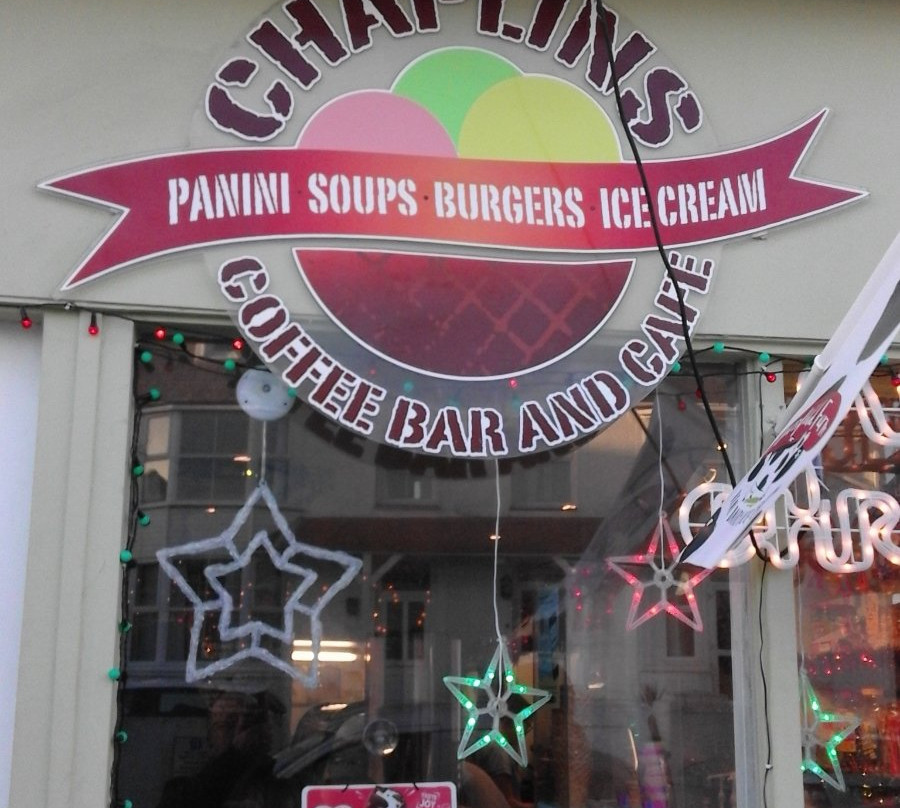 CHAPLINS
PANINI · SOUPS · BURGERS · ICE CREAM
COFFEE BAR AND CAFE